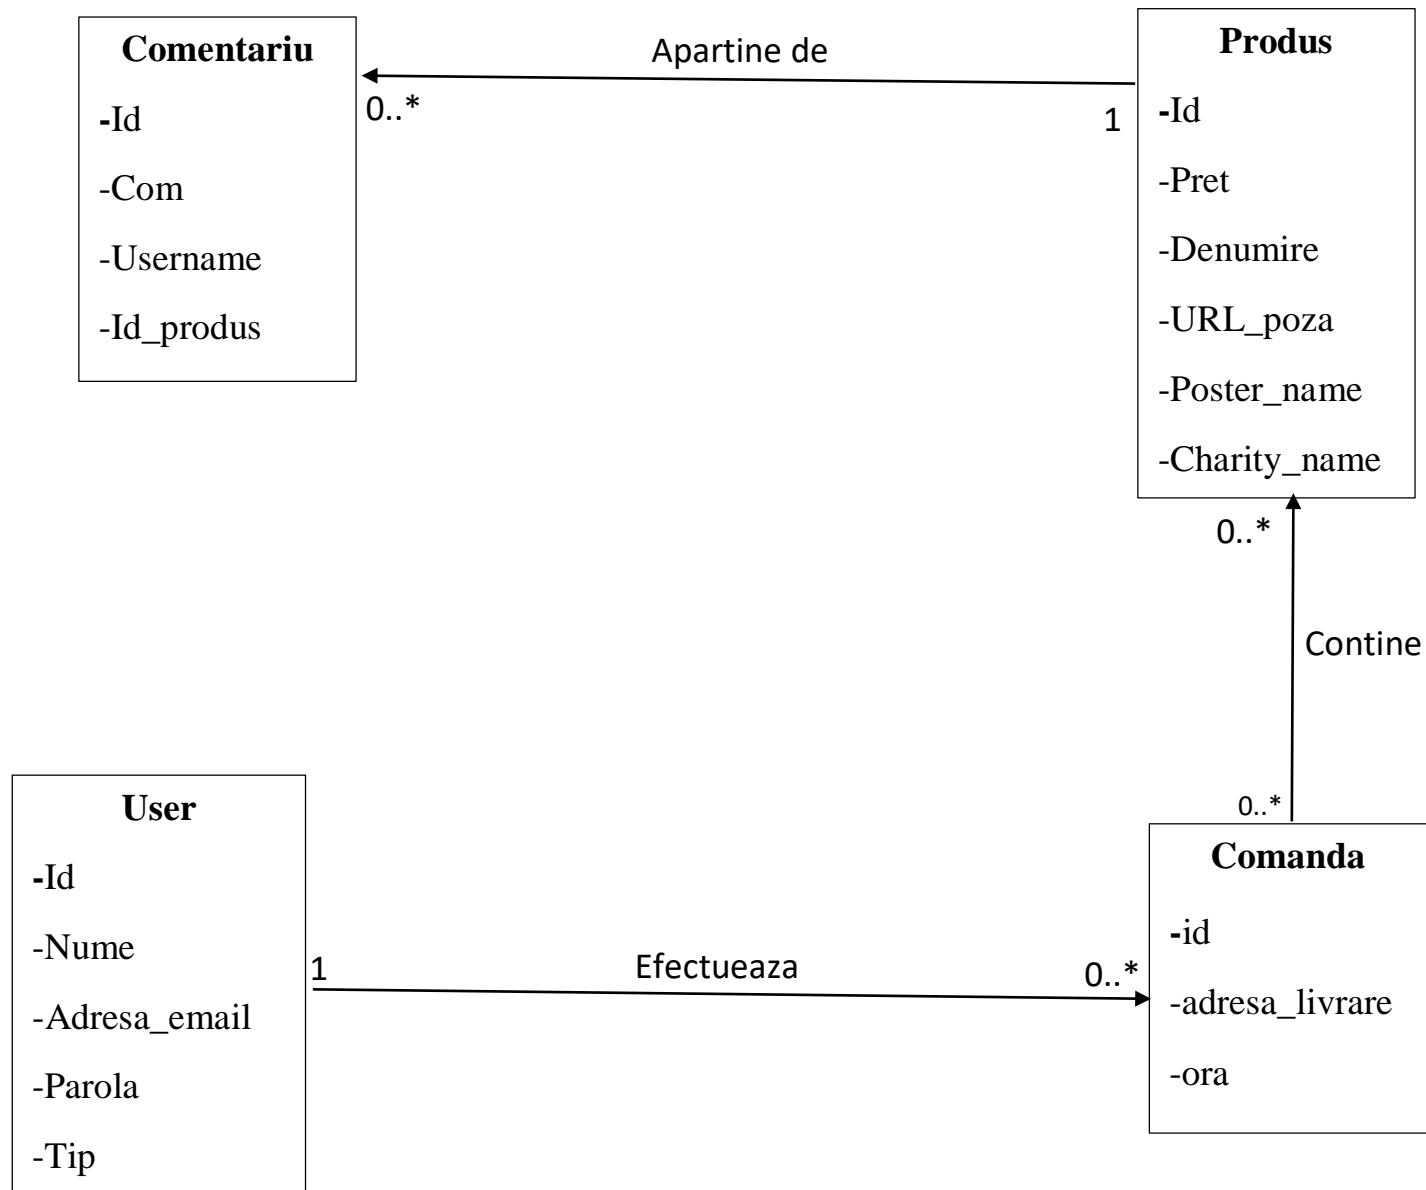 Comentariu
-Id
-Com
-Username
-Id_produs
Apartine de
0..*
1
Produs
-Id
-Pret
-Denumire
-URL_poza
-Poster_name
-Charity_name
0..*
Contine
0..*
User
-Id
-Nume
-Adresa_email
-Parola
-Tip
1
Efectueaza
0..*
Comanda
-id
-adresa_livrare
-ora